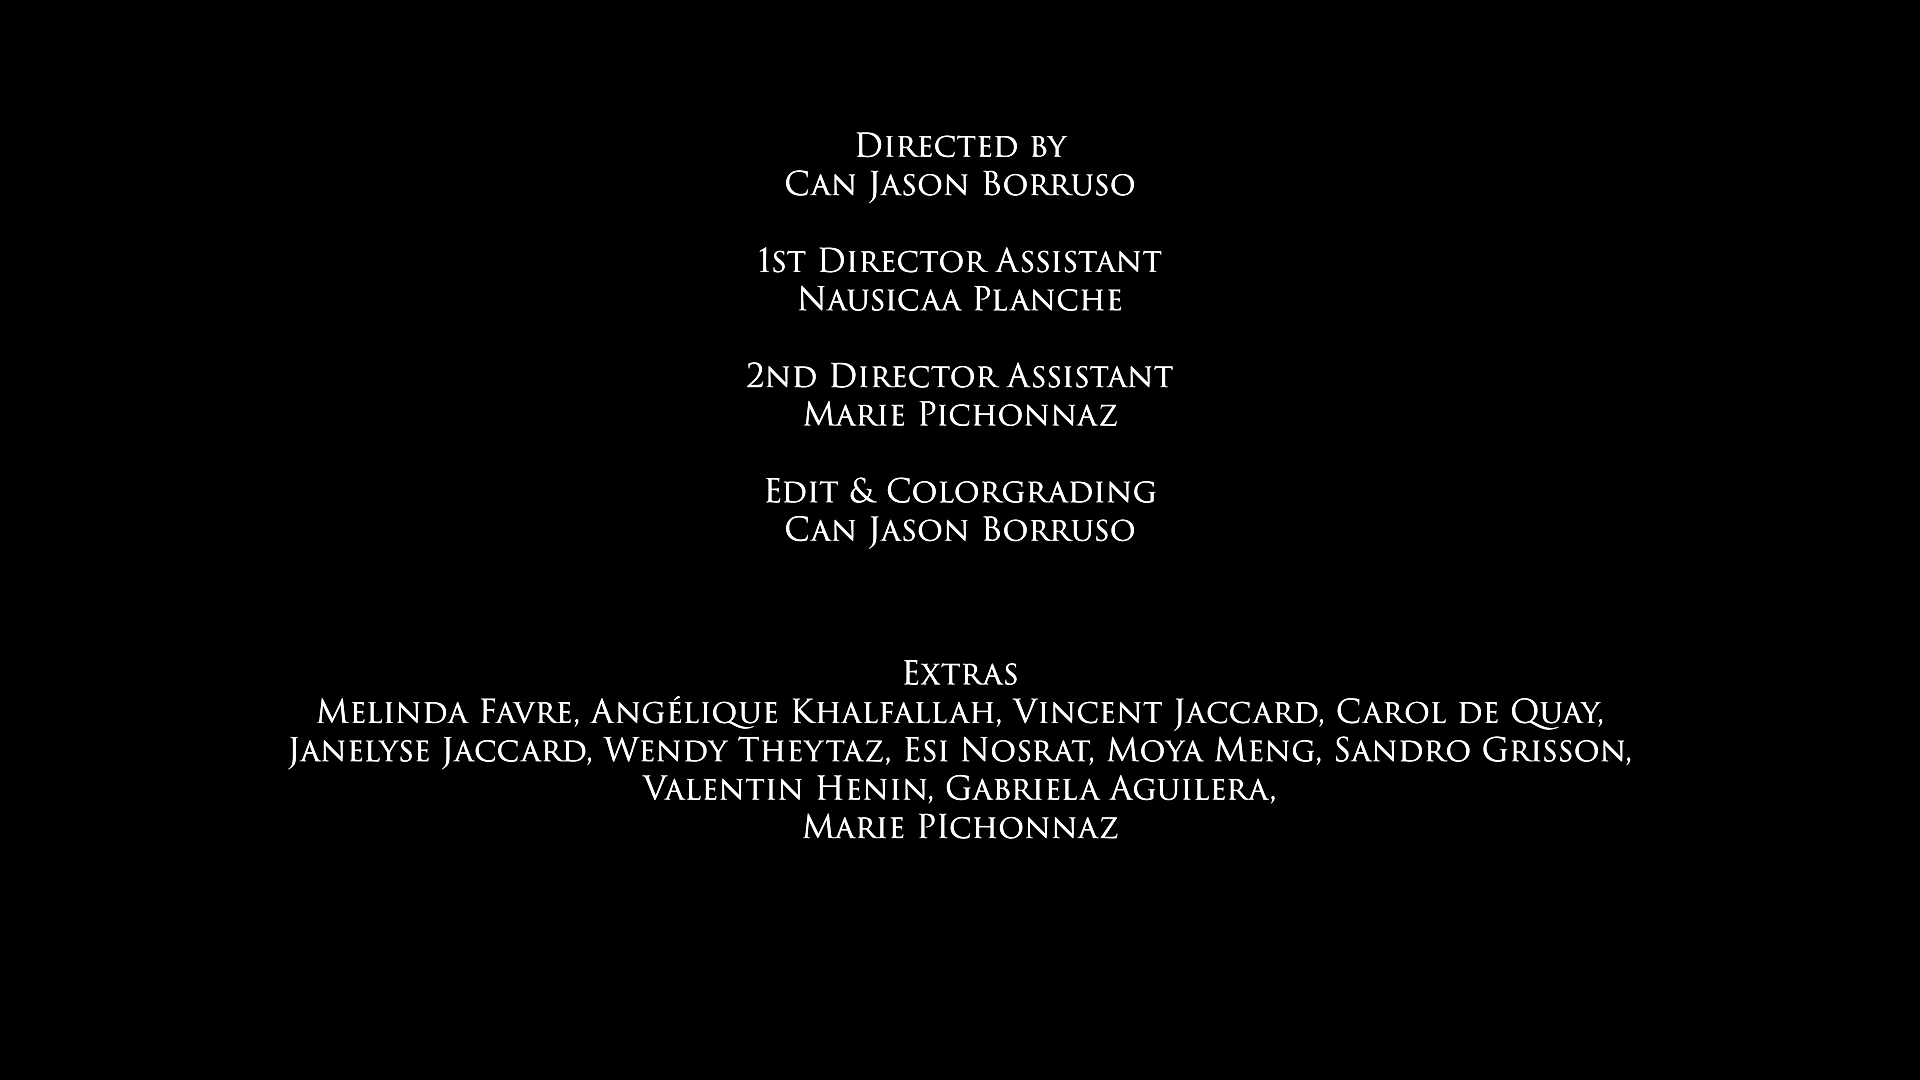 Directed by
Can Jason Borruso
1st Director Assistant
Nausicaa Planche
2nd Director Assistant
Marie Pichonnaz
Edit & Colorgrading
Can Jason Borruso
Extras
Melinda Favre, Angélique Khalfallah, Vincent Jaccard, Carol de Quay,
Janelyse Jaccard, Wendy Theytaz, Esi Nosrat, Moya Meng, Sandro Grisson,
Valentin Henin, Gabriela Aguilera,
Marie PIchonnaz